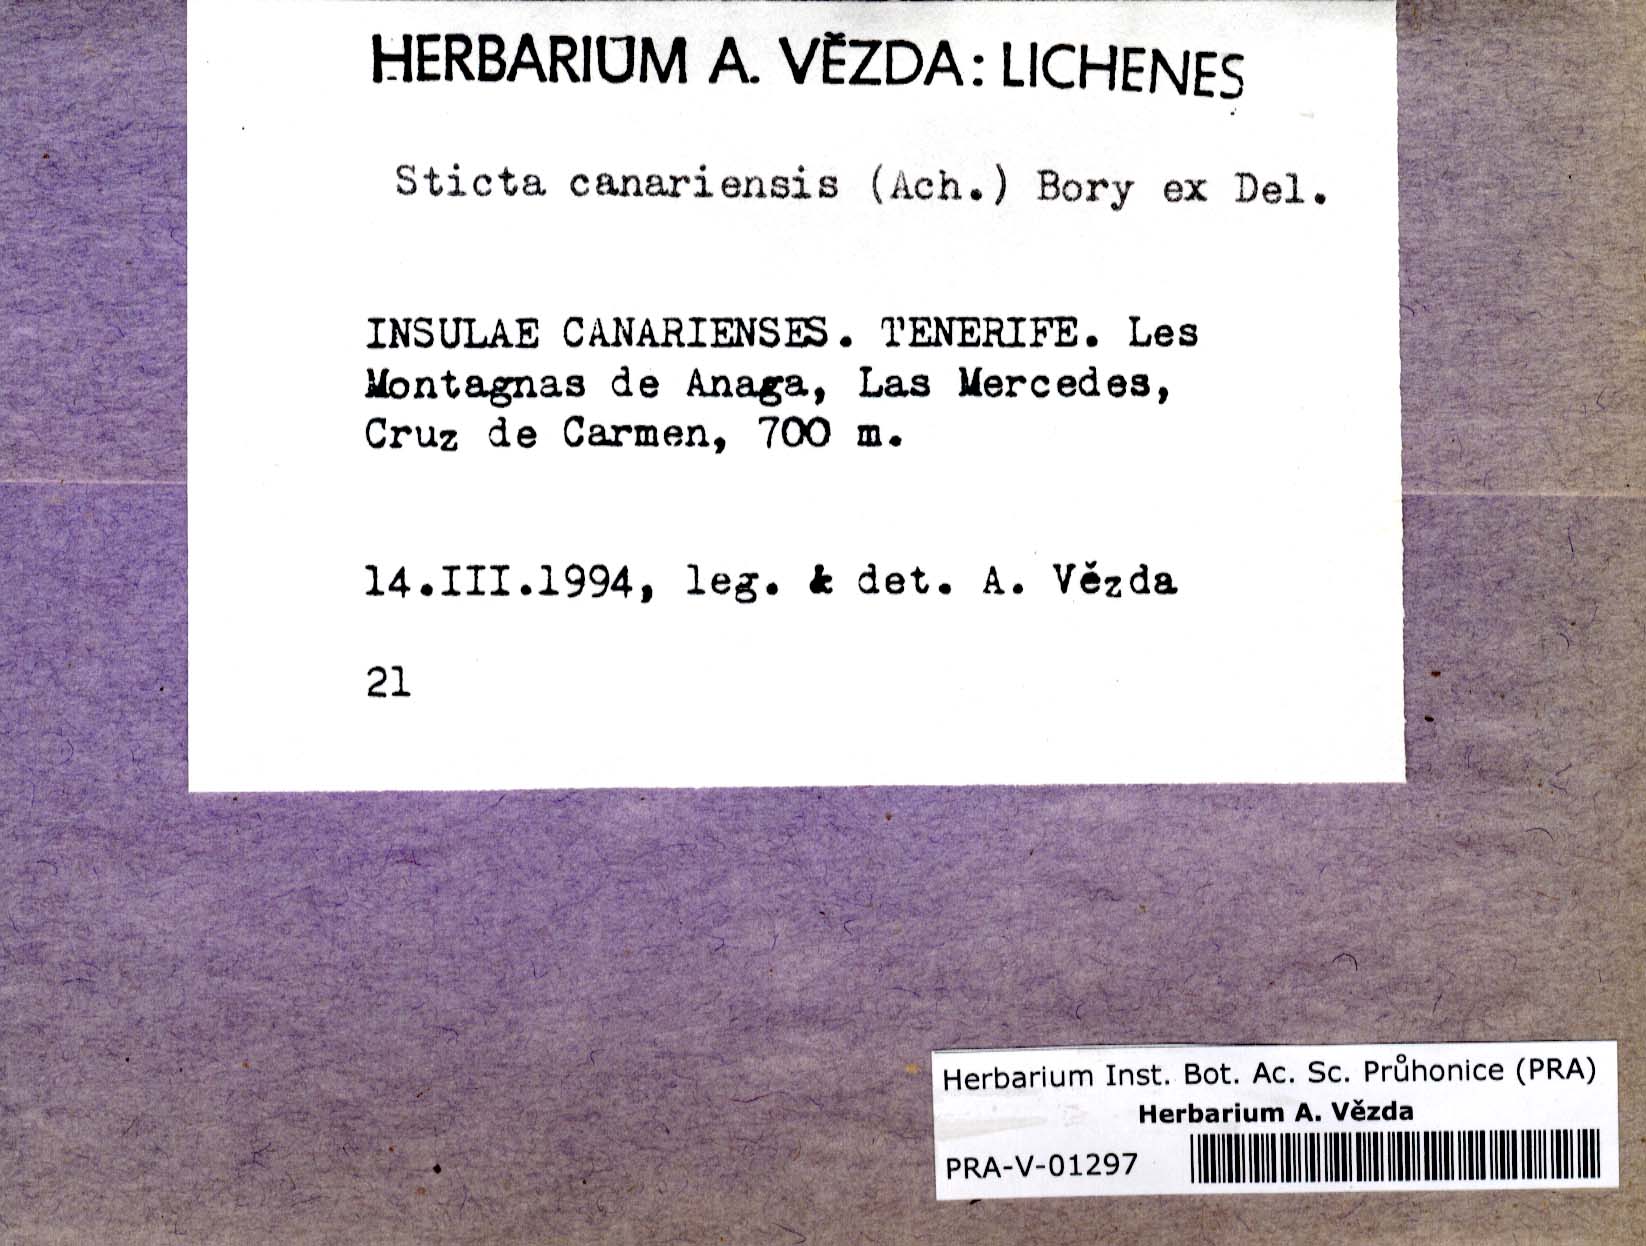 HERBARIUM A. VĚZDA: LICHENES
Sticta canariensis (Ach.) Bory ex Del.
INSULAE CANARIENSES. TENERIFE. Les
Montagnas de Anaga, Las Mercedes,
Cruz de Carmen, 700 m.
14.III.1994, leg. & det. A. Vězda
21
Herbarium Inst. Bot. Ac. Sc. Průhonice (PRA)
Herbarium A. Vězda
PRA-V-01297